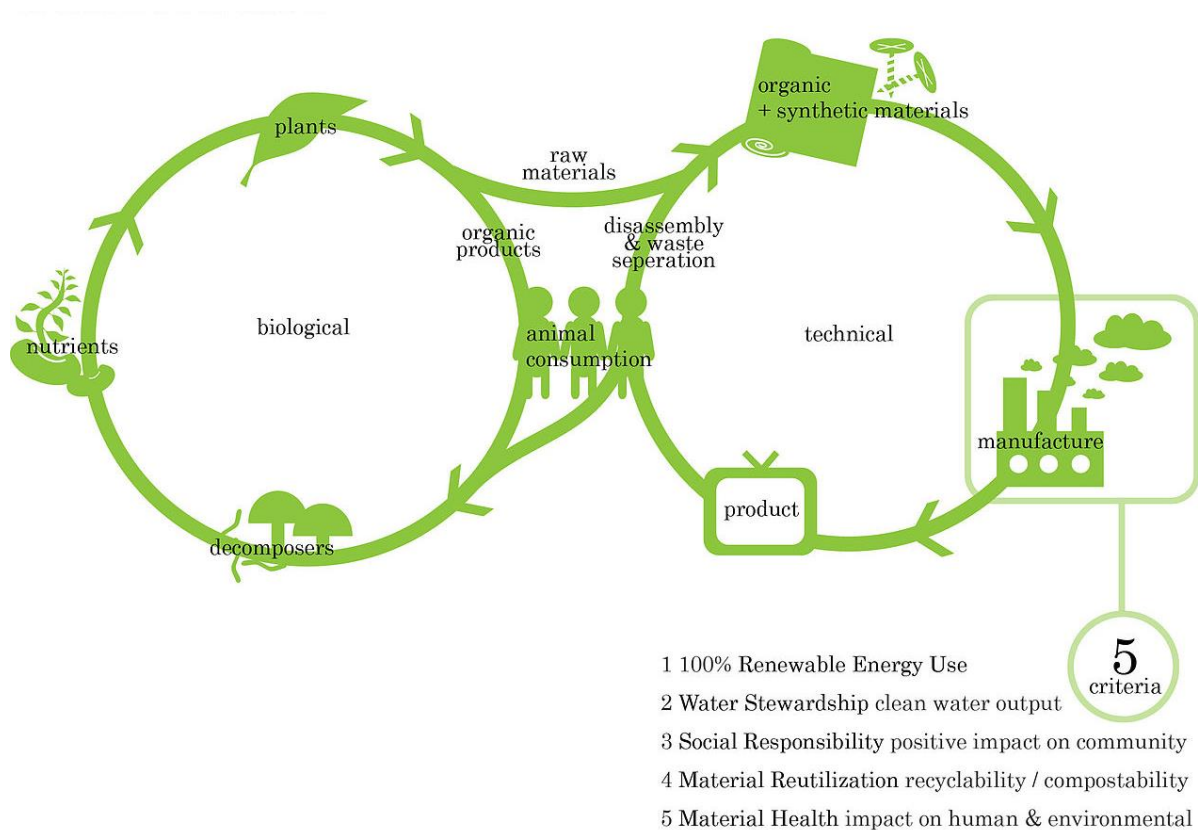 plants
raw
materials
organic
+ synthetic materials
organic
products
disassembly
& waste
seperation
nutrients
biological
animal
consumption
technical
manufacture
product
decomposers
5
criteria
1 100% Renewable Energy Use
2 Water Stewardship clean water output
3 Social Responsibility positive impact on community
4 Material Reutilization recyclability / compostability
5 Material Health impact on human & environmental